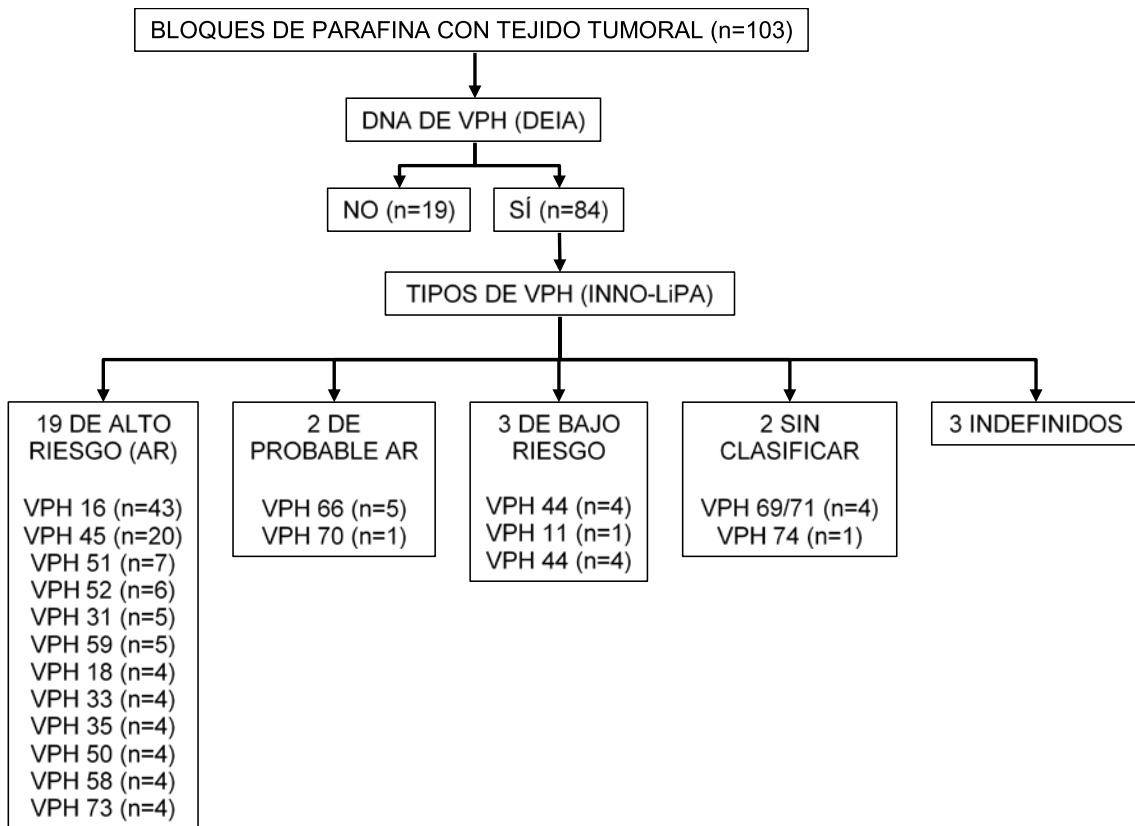 BLOQUES DE PARAFINA CON TEJIDO TUMORAL (n=103)
DNA DE VPH (DEIA)
NO (n=19)
SÍ (n=84)
TIPOS DE VPH (INNO-LiPA)
19 DE ALTO
RIESGO (AR)
VPH 16 (n=43)
VPH 45 (n=20)
VPH 51 (n=7)
VPH 52 (n=6)
VPH 31 (n=5)
VPH 59 (n=5)
VPH 18 (n=4)
VPH 33 (n=4)
VPH 35 (n=4)
VPH 50 (n=4)
VPH 58 (n=4)
VPH 73 (n=4)
2 DE
PROBABLE AR
VPH 66 (n=5)
VPH 70 (n=1)
3 DE BAJO
RIESGO
VPH 44 (n=4)
VPH 11 (n=1)
VPH 44 (n=4)
2 SIN
CLASIFICAR
VPH 69/71 (n=4)
VPH 74 (n=1)
3 INDEFINIDOS